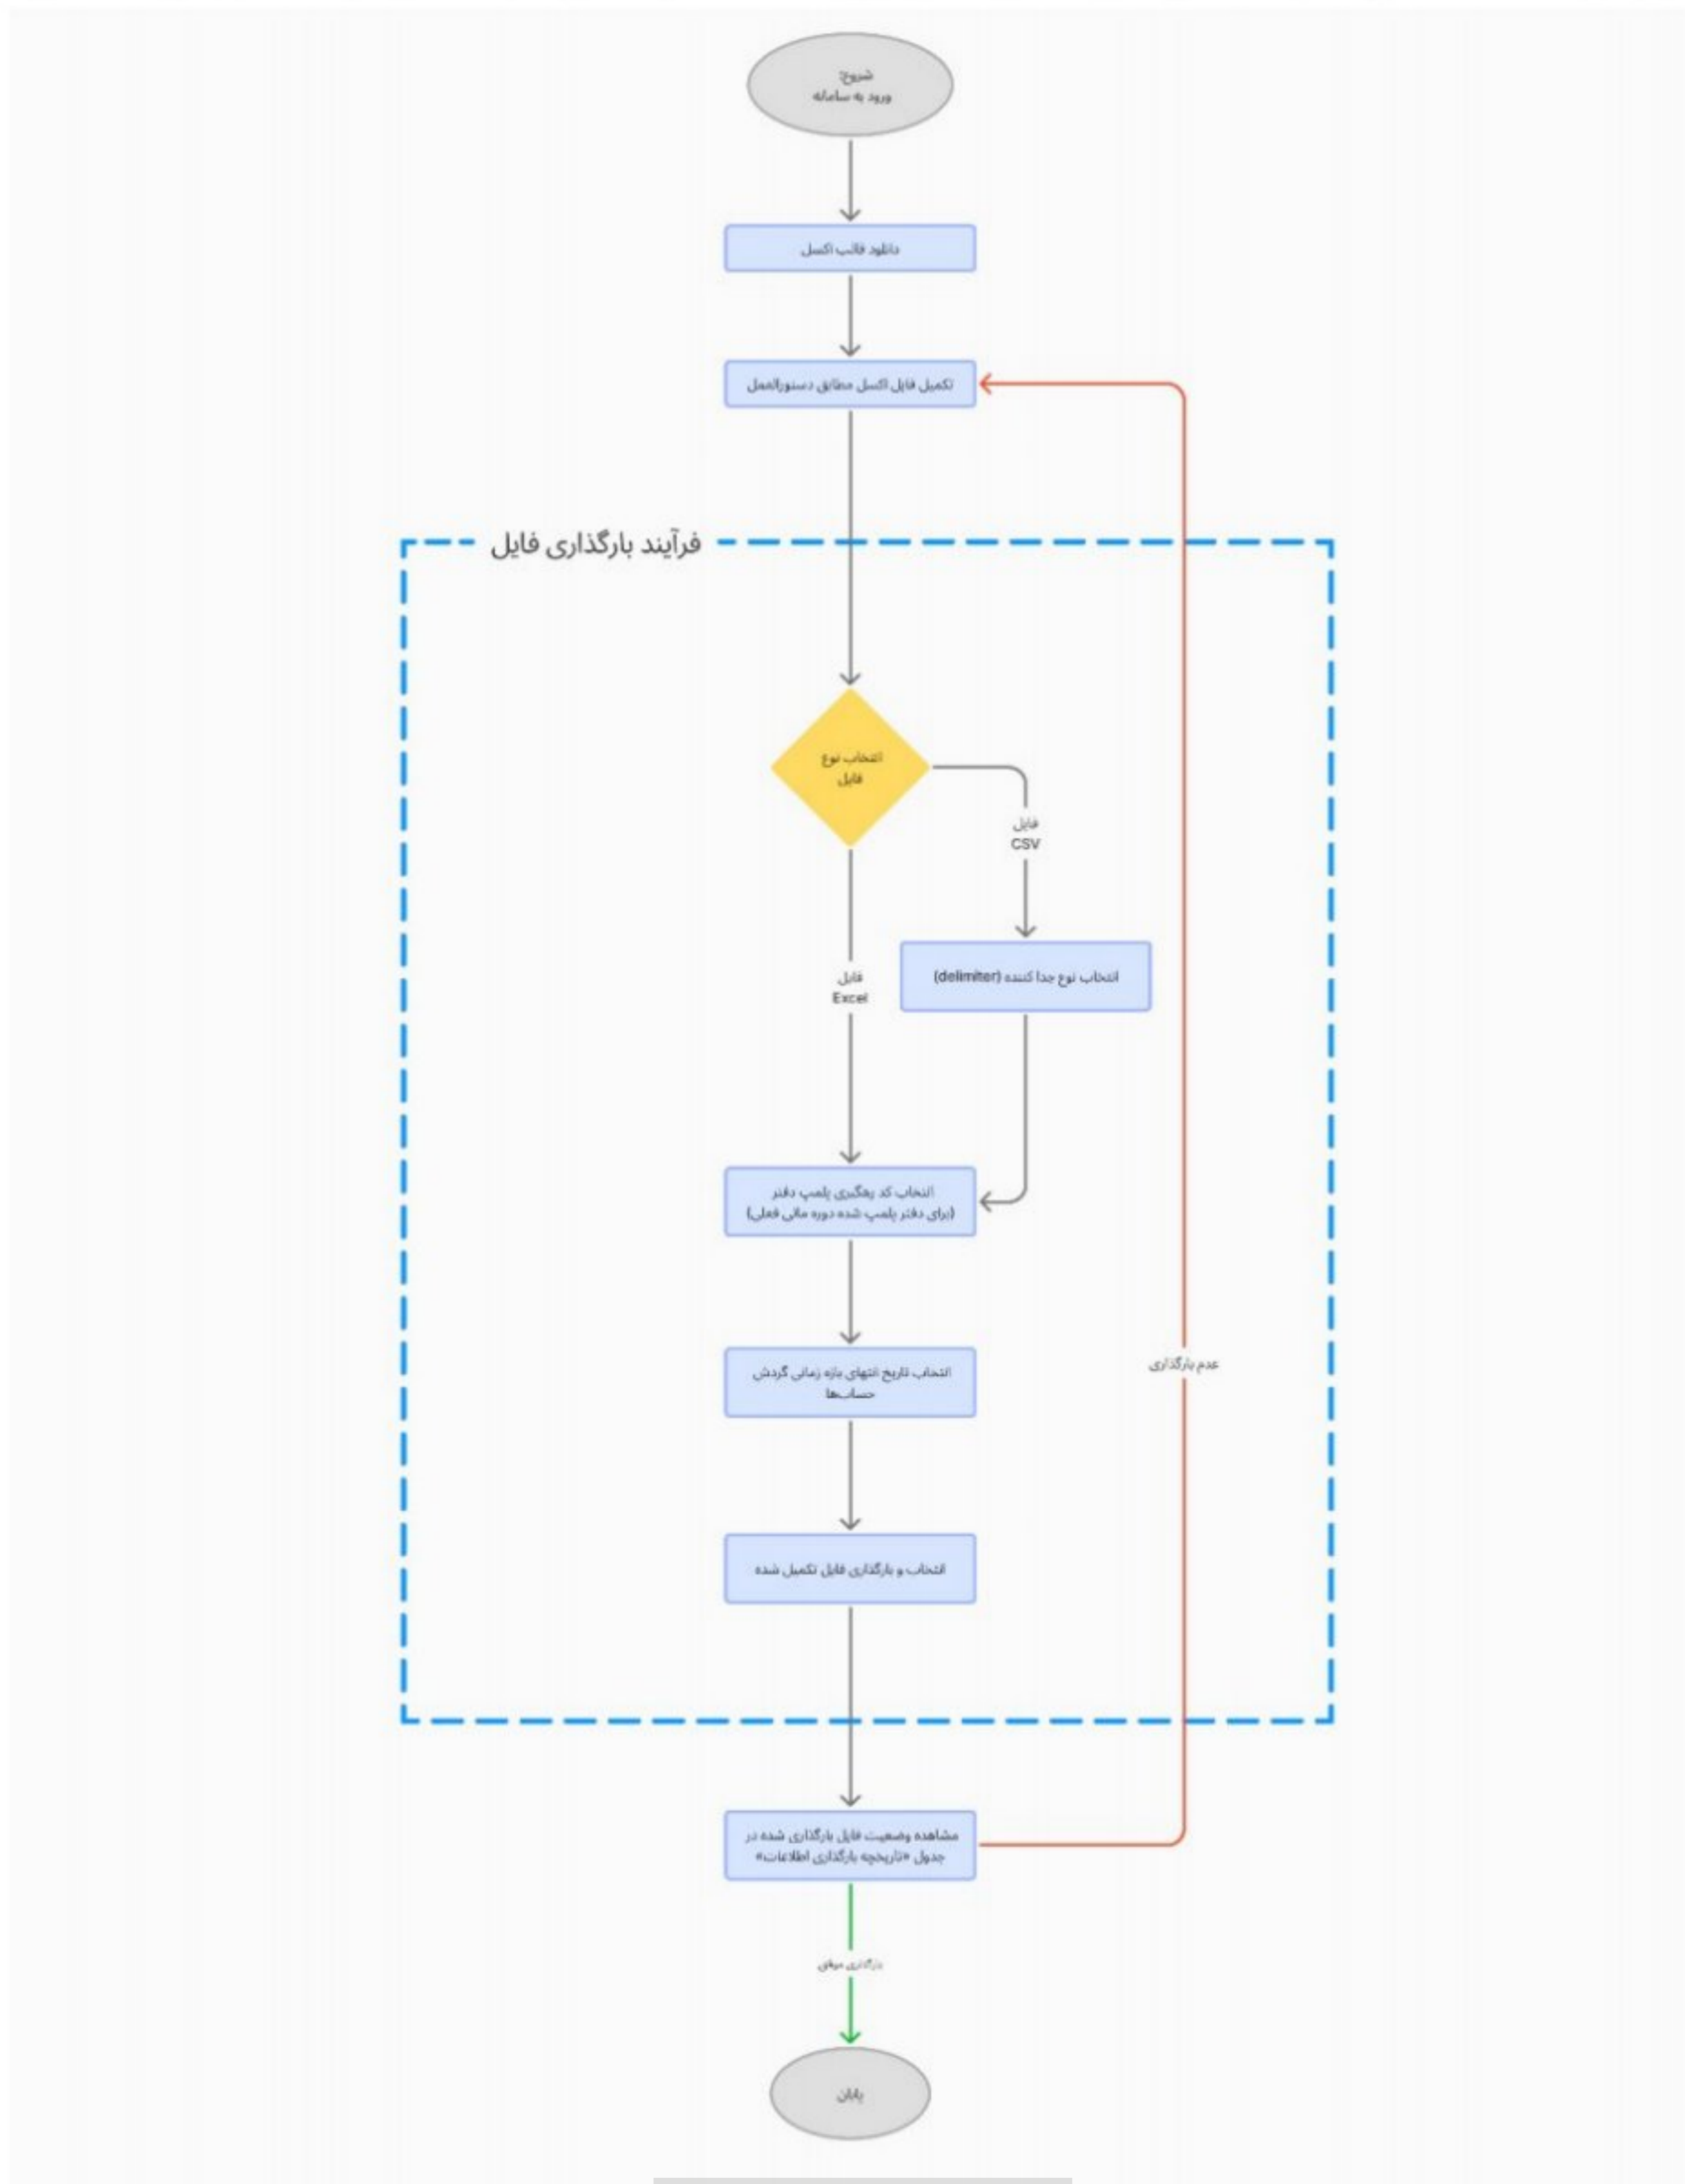 شروع:
ورود به سامانه
دانلود قالب اکسل
تکمیل فایل اکسل مطابق دستورالعمل
فرآیند بارگذاری فایل
انتخاب نوع
فایل
فایل
CSV
انتخاب نوع جدا کننده (delimiter)
فایل
Excel
انتخاب کد رهگیری پلمپ دفتر
(برای دفتر پلمپ شده دوره مالی فعلی)
انتخاب تاریخ انتهای بازه زمانی گردش
حساب‌ها
عدم بارگذاری
انتخاب و بارگذاری فایل تکمیل شده
مشاهده وضعیت فایل بارگذاری شده در
جدول «تاریخچه بارگذاری اطلاعات»
بارگذاری موفق
پایان